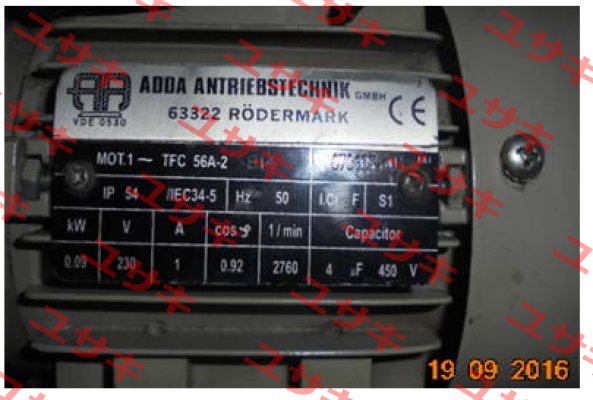 ADDA ANTRIEBSTECHNIK GMBH
VDE 0530
63322 RÖDERMARK
CE
MOT.1~ TFC 56A-2
IP 54 /IEC34-5 Hz 50 I.Cl F S1
kW V A cosφ 1/min Capacitor
0.09 230 1 0.92 2760 4 µF 450 V
19 09 2016
ユサキ